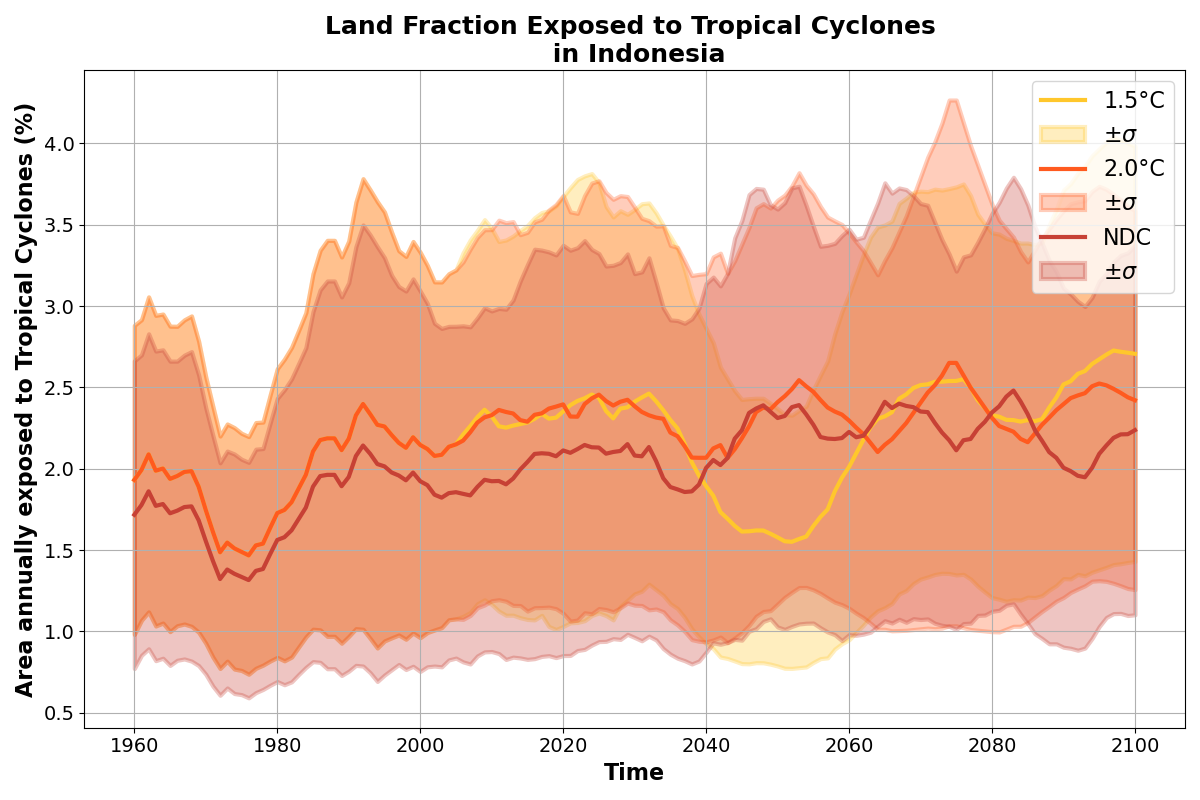 Land Fraction Exposed to Tropical Cyclones
in Indonesia
Area annually exposed to Tropical Cyclones (%)
4.0
3.5
3.0
2.5
2.0
1.5
1.0
0.5
1.5°C
±σ
2.0°C
±σ
NDC
±σ
1960
1980
2000
2020
2040
2060
2080
2100
Time